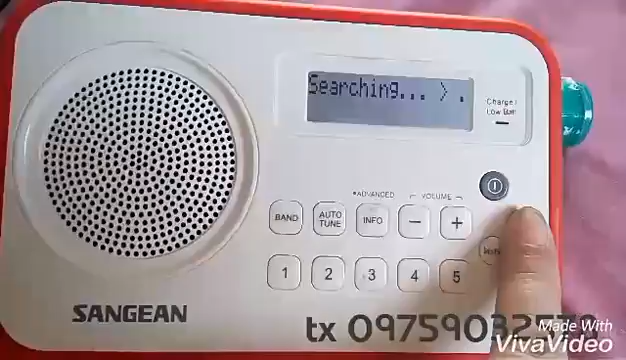 Searching... > .
Charge/
Low Batt
•ADVANCED
VOLUME
BAND
AUTO
TUNE
INFO
−
+
1
2
3
4
5
SANGEAN
tx
Made With
VivaVideo